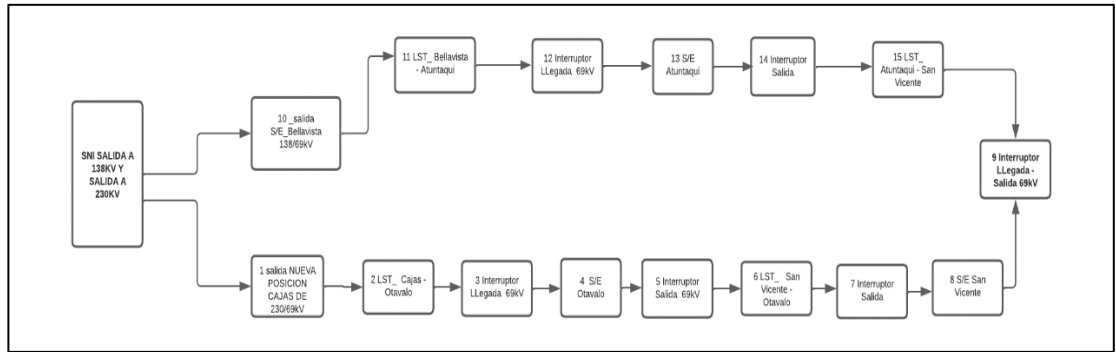 11 LST_ Bellavista
- Atuntaqui
12 Interruptor
LLegada 69kV
13 S/E
Atuntaqui
14 Interruptor
Salida
15 LST_
Atuntaqui - San
Vicente
10 _salida
S/E_Bellavista
138/69kV
SNI SALIDA A
138KV Y
SALIDA A
230KV
9 Interruptor
LLegada -
Salida 69kV
1 salida NUEVA
POSICION
CAJAS DE
230/69kV
2 LST_ Cajas -
Otavalo
3 Interruptor
LLegada 69kV
4 S/E
Otavalo
5 Interruptor
Salida 69kV
6 LST_ San
Vicente -
Otavalo
7 Interruptor
Salida
8 S/E San
Vicente